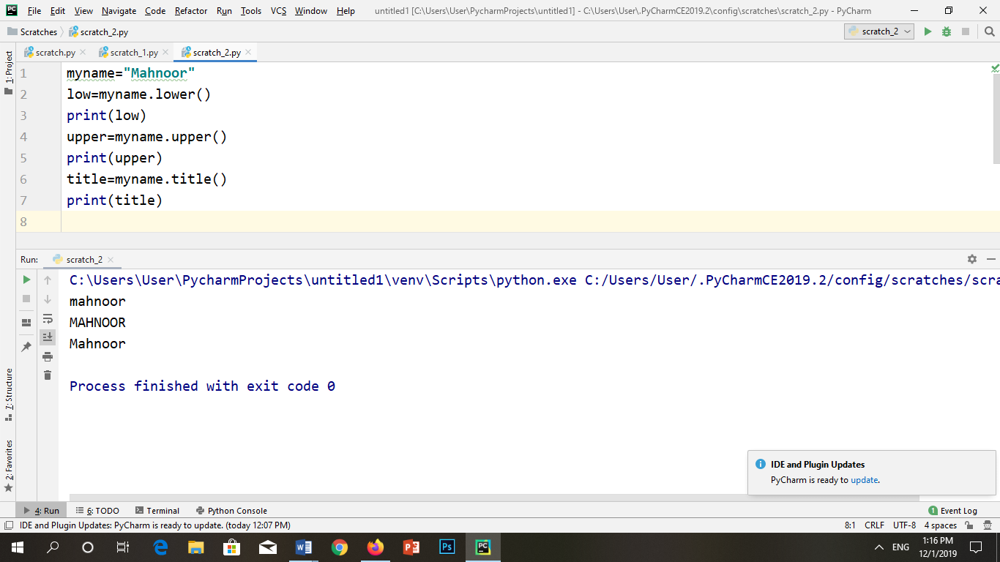 File Edit View Navigate Code Refactor Run Tools VCS Window Help untitled1 [C:\Users\User\PycharmProjects\untitled1] - C:\Users\User\.PyCharmCE2019.2\config\scratches\scratch_2.py - PyCharm
Scratches scratch_2.py scratch_2
scratch.py scratch_1.py scratch_2.py
1: Project
1 myname="Mahnoor"
2 low=myname.lower()
3 print(low)
4 upper=myname.upper()
5 print(upper)
6 title=myname.title()
7 print(title)
8
Run: scratch_2
C:\Users\User\PycharmProjects\untitled1\venv\Scripts\python.exe C:/Users/User/.PyCharmCE2019.2/config/scratches/scra
mahnoor
MAHNOOR
Mahnoor
Process finished with exit code 0
7: Structure
2: Favorites
IDE and Plugin Updates
PyCharm is ready to update.
4: Run 6: TODO Terminal Python Console 1 Event Log
IDE and Plugin Updates: PyCharm is ready to update. (today 12:07 PM) 8:1 CRLF UTF-8 4 spaces
ENG 1:16 PM
12/1/2019